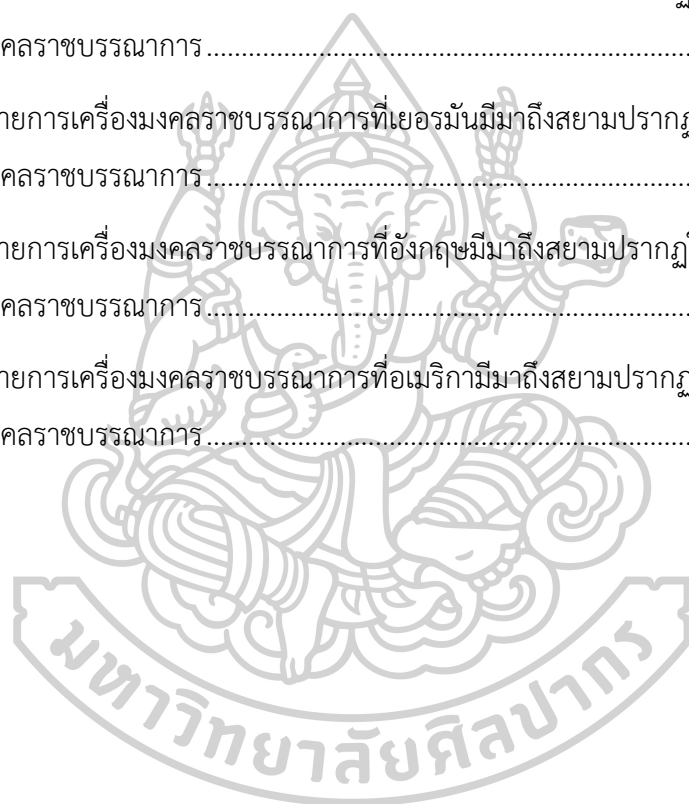 คลราชบรรณาการ
ายการเครื่องมงคลราชบรรณาการที่เยอรมันมีมาถึงสยามปรากฏ
คลราชบรรณาการ
ายการเครื่องมงคลราชบรรณาการที่อังกฤษมีมาถึงสยามปรากฏใ
คลราชบรรณาการ
ายการเครื่องมงคลราชบรรณาการที่อเมริกามีมาถึงสยามปรากฏ
คลราชบรรณาการ
มหาวิทยาลัยศิลปากร